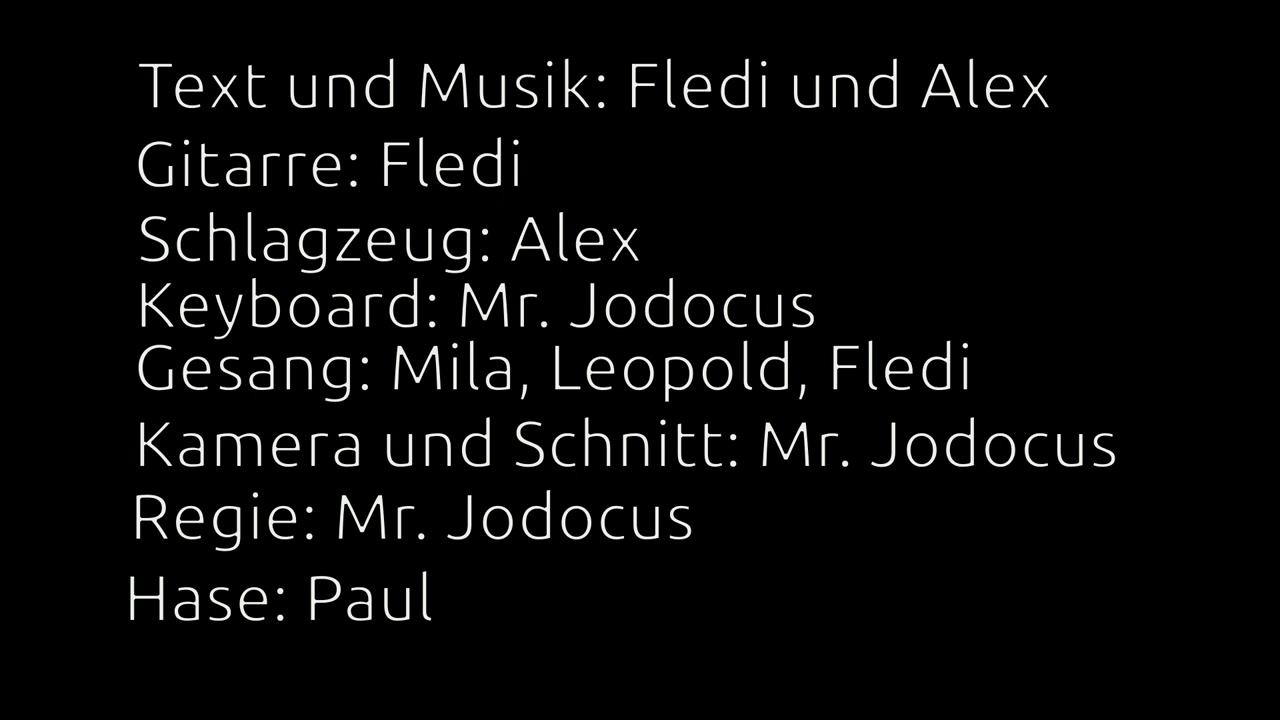 Text und Musik: Fledi und Alex
Gitarre: Fledi
Schlagzeug: Alex
Keyboard: Mr. Jodocus
Gesang: Mila, Leopold, Fledi
Kamera und Schnitt: Mr. Jodocus
Regie: Mr. Jodocus
Hase: Paul